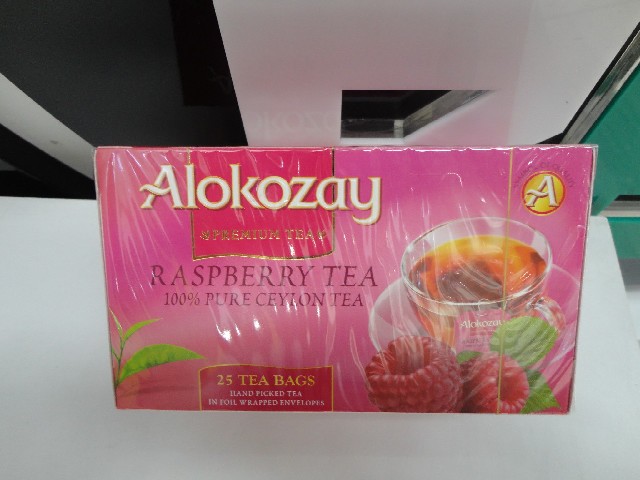 Alokozay
PREMIUM TEA
RASPBERRY TEA
100% PURE CEYLON TEA
Alokozay
25 TEA BAGS
HAND PICKED TEA
IN FOIL WRAPPED ENVELOPES
A